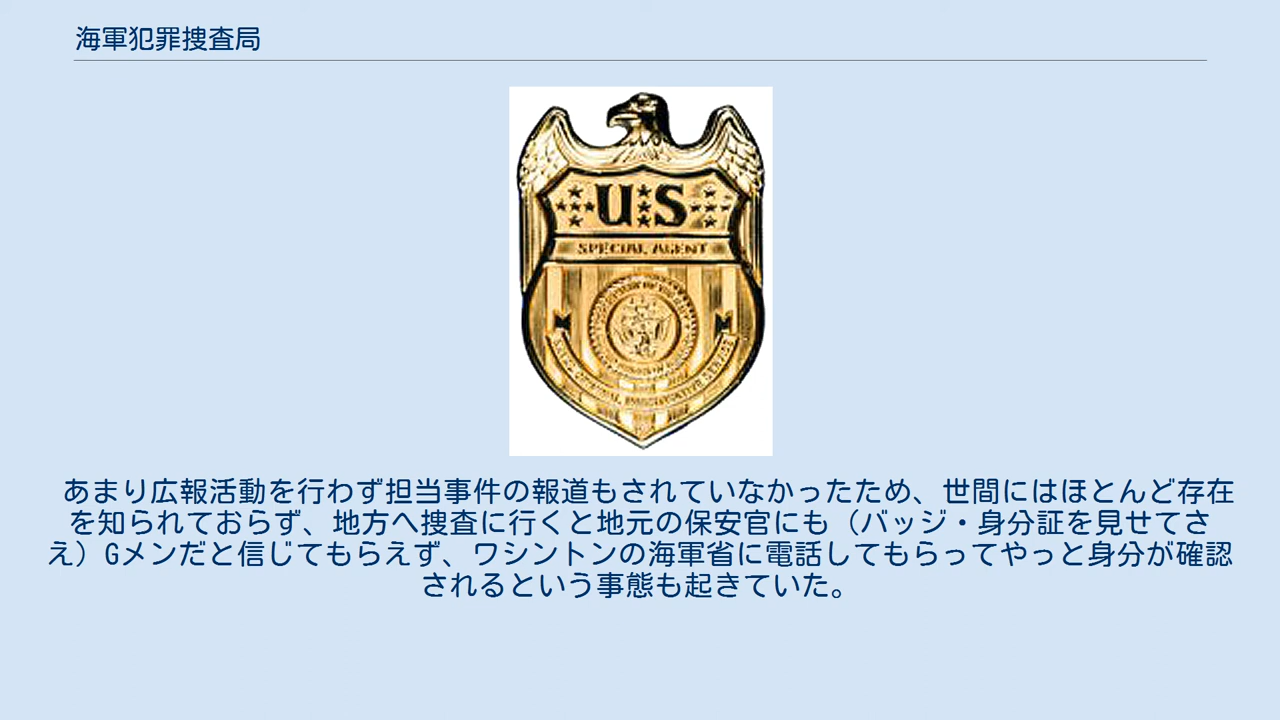 海軍犯罪捜査局
US
SPECIAL AGENT
あまり広報活動を行わず担当事件の報道もされていなかったため、世間にはほとんど存在
を知られておらず、地方へ捜査に行くと地元の保安官にも（バッジ・身分証を見せてさ
え）Gメンだと信じてもらえず、ワシントンの海軍省に電話してもらってやっと身分が確認
されるという事態も起きていた。